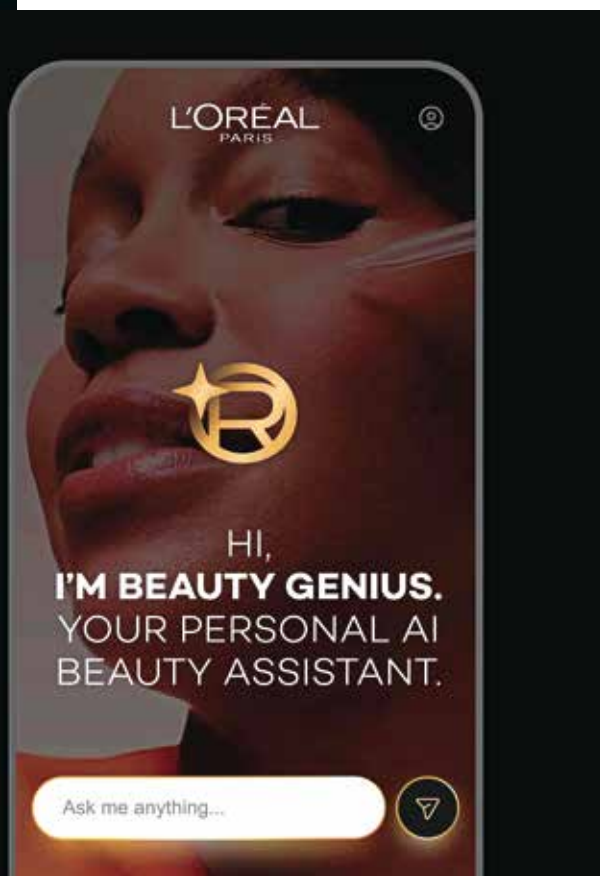 L'ORÉAL
PARIS
R
HI,
I'M BEAUTY GENIUS.
YOUR PERSONAL AI
BEAUTY ASSISTANT.
Ask me anything...